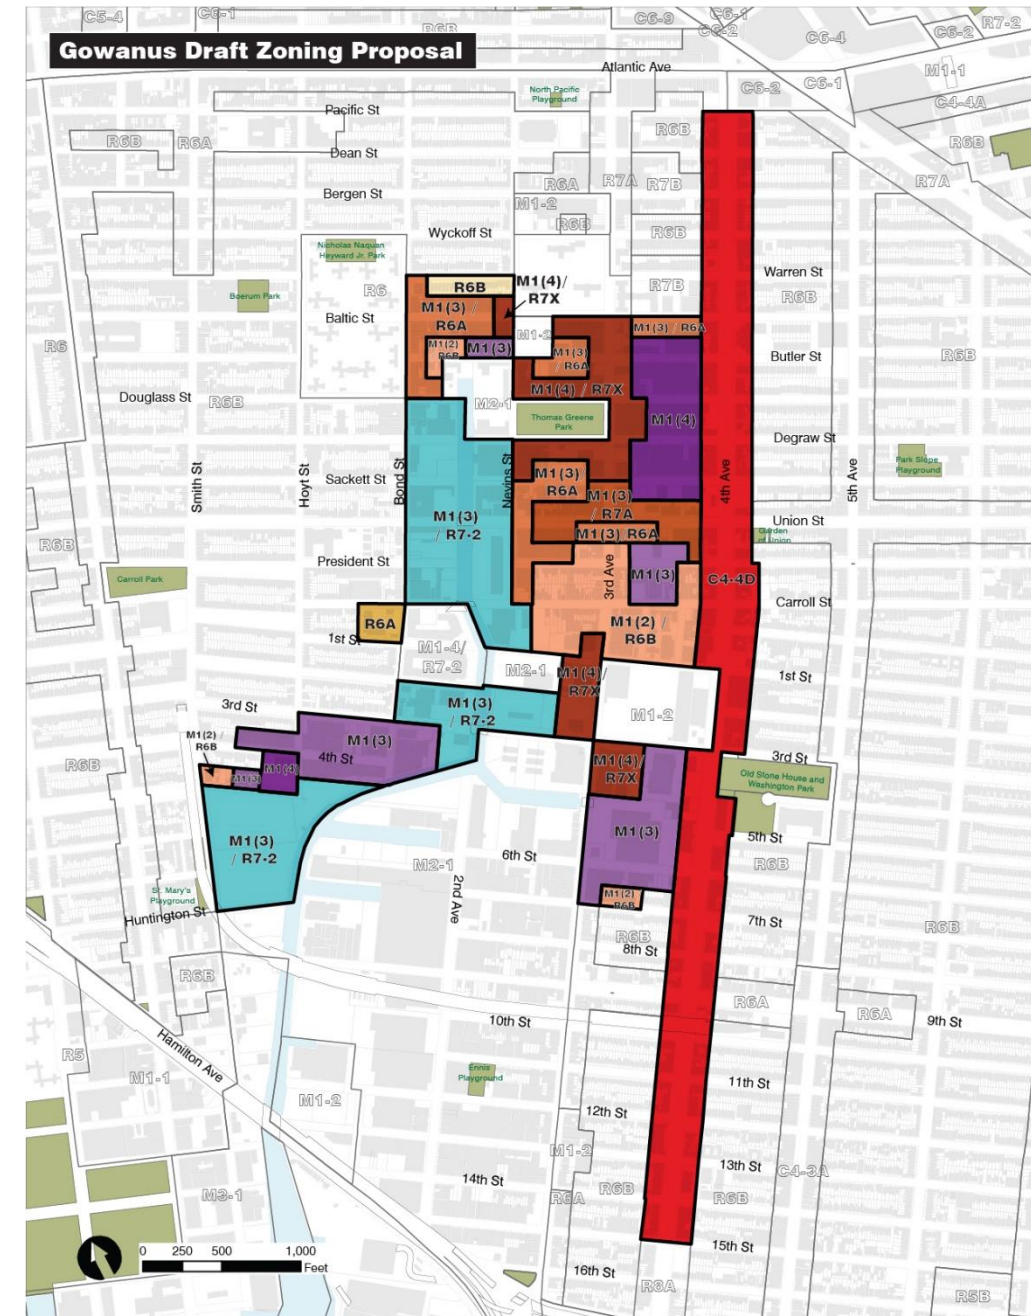 C5-4
C6-1
R6B
C6-9
C6-1
C6-2
C6-4
C6-2
R7-2
Gowanus Draft Zoning Proposal
Atlantic Ave
M1-1
C6-2
C6-1
C4-4A
North Pacific
Playground
Pacific St
R6B
R6A
R6B
R6B
Dean St
Bergen St
R6A
R7A
R7B
R7A
M1-2
R6B
R6B
Wyckoff St
Nicholas Naquan
Heyward Jr. Park
R6
Boerum Park
Baltic St
R6B
M1(4)/
R7X
R7B
Warren St
R6B
M1(3) /
R6A
M1-2
M1(3) / R6A
R6
M1(2)
R6B
M1(3)
M1(3)
/ R6A
Butler St
R6B
M1(4) / R7X
Douglass St
R6B
M2-1
Thomas Greene
Park
M1(4)
Degraw St
Park Slope
Playground
Smith St
Hoyt St
Bond St
Nevins St
4th Ave
5th Ave
Sackett St
M1(3)
/ R6A
M1(3)
/ R7A
M1(3)
/ R7-2
Union St
Garden
of Union
M1(3) R6A
R6B
President St
3rd Ave
M1(3)
C4-4D
Carroll Park
Carroll St
R6A
1st St
M1(2) /
R6B
M1-4/
R7-2
M2-1
M1(4)/
R7X
1st St
3rd St
M1(3)
/ R7-2
M1-2
M1(2) /
R6B
M1(3)
4th St
3rd St
R6B
M1(3)
M1(4)
M1(4)/
R7X
Old Stone House and
Washington Park
M1(3)
/ R7-2
M1(3)
5th St
M2-1
6th St
R6B
St. Mary's
Playground
2nd Ave
M1(2)
R6B
Huntington St
7th St
R6B
R6B
8th St
R6B
R6A
R6A
9th St
10th St
Hamilton Ave
R5
M1-1
Ennis
Playground
11th St
M1-2
12th St
M1-2
13th St
C4-3A
14th St
M3-1
R6A
R6B
R6B
15th St
0 250 500 1,000
Feet
16th St
R8A
R5B